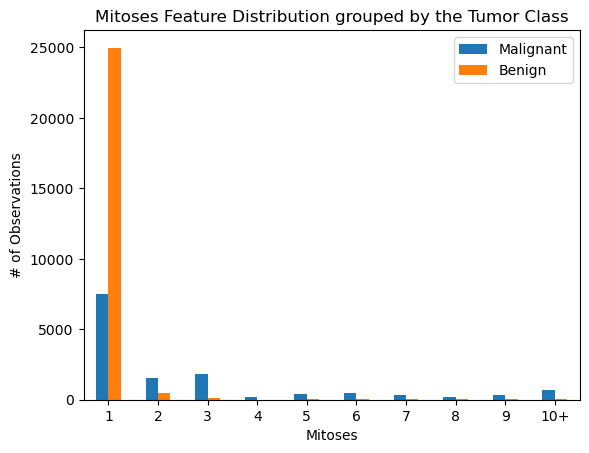 Mitoses Feature Distribution grouped by the Tumor Class
Malignant
Benign
# of Observations
25000
20000
15000
10000
5000
0
1 2 3 4 5 6 7 8 9 10+
Mitoses